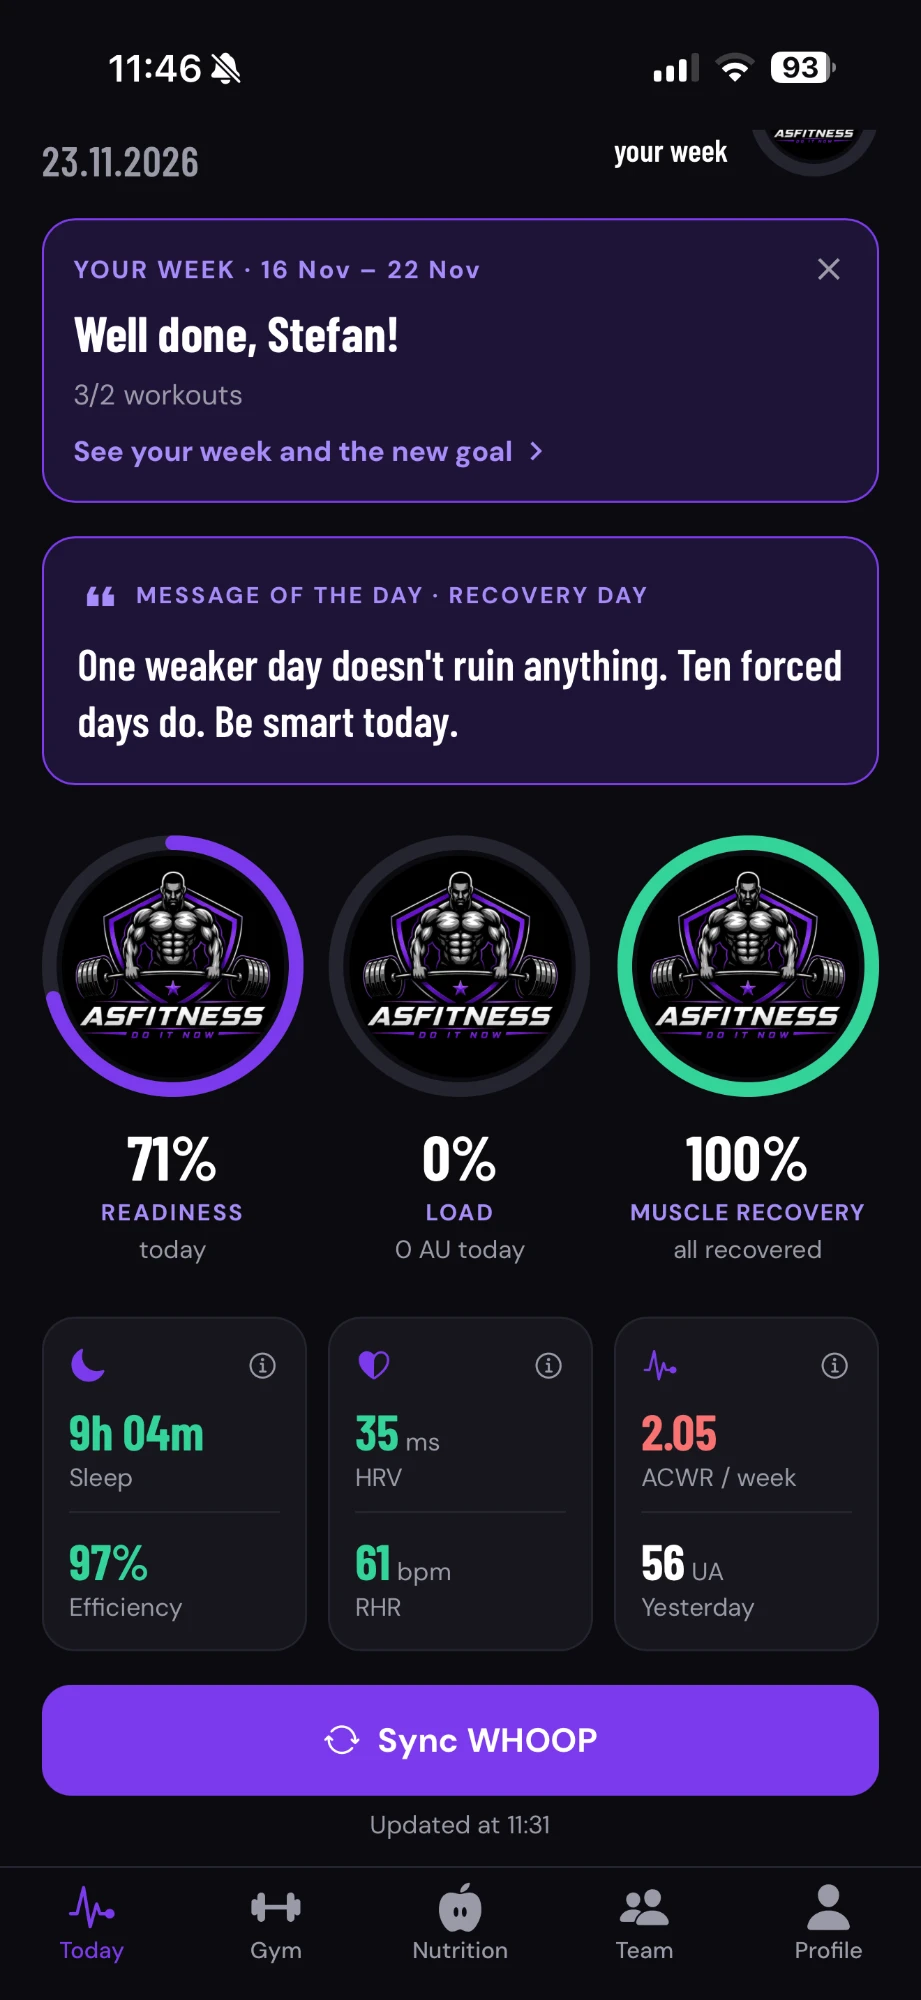 11:46
93
23.11.2026
your week
ASFITNESS
DO IT NOW
YOUR WEEK · 16 Nov – 22 Nov
Well done, Stefan!
3/2 workouts
See your week and the new goal
MESSAGE OF THE DAY · RECOVERY DAY
One weaker day doesn't ruin anything. Ten forced
days do. Be smart today.
ASFITNESS
DO IT NOW
ASFITNESS
DO IT NOW
ASFITNESS
DO IT NOW
71%
READINESS
today
0%
LOAD
0 AU today
100%
MUSCLE RECOVERY
all recovered
9h 04m
Sleep
97%
Efficiency
35 ms
HRV
61 bpm
RHR
2.05
ACWR / week
56 UA
Yesterday
Sync WHOOP
Updated at 11:31
Today
Gym
Nutrition
Team
Profile